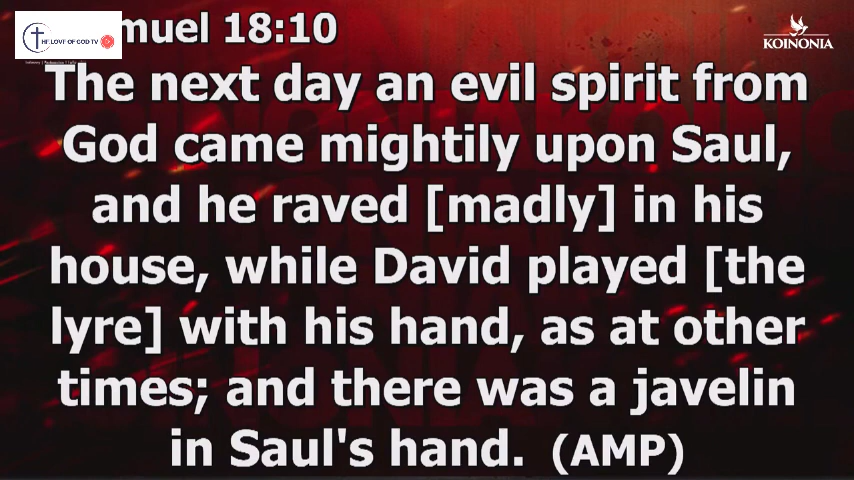 muel 18:10
THE LOVE OF GOD TV
KOINONIA
The next day an evil spirit from
God came mightily upon Saul,
and he raved [madly] in his
house, while David played [the
lyre] with his hand, as at other
times; and there was a javelin
in Saul's hand. (AMP)